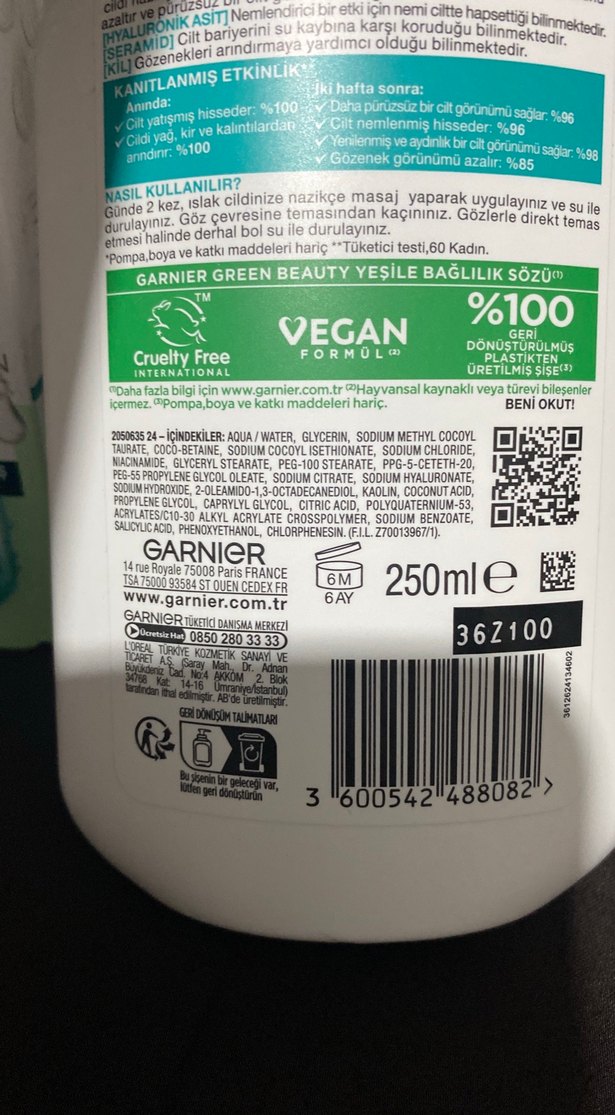 azaltır ve pürüzsüz bir
[HYALURONİK ASİT] Nemlendirici bir etki için nemi ciltte hapsettiği bilinmektedir.
[SERAMİD] Cilt bariyerini su kaybına karşı koruduğu bilinmektedir.
[KİL] Gözenekleri arındırmaya yardımcı olduğu bilinmektedir.
KANITLANMIŞ ETKİNLİK**
Anında:
✓ Cilt yatışmış hisseder: %100
✓ Cildi yağ, kir ve kalıntılardan
arındırır: %100
İki hafta sonra:
✓ Daha pürüzsüz bir cilt görünümü sağlar: %96
✓ Cilt nemlenmiş hisseder: %96
✓ Yenilenmiş ve aydınlık bir cilt görünümü sağlar: %98
✓ Gözenek görünümü azalır: %85
NASIL KULLANILIR?
Günde 2 kez, ıslak cildinize nazikçe masaj yaparak uygulayınız ve su ile
durulayınız. Göz çevresine temasından kaçınınız. Gözlerle direkt temas
etmesi halinde derhal bol su ile durulayınız.
*Pompa,boya ve katkı maddeleri hariç **Tüketici testi,60 Kadın.
GARNIER GREEN BEAUTY YEŞİLE BAĞLILIK SÖZÜ(1)
TM
Cruelty Free
INTERNATIONAL
VEGAN
FORMÜL (2)
%100
GERİ
DÖNÜŞTÜRÜLMÜŞ
PLASTİKTEN
ÜRETİLMİŞ ŞİŞE(3)
(1)Daha fazla bilgi için www.garnier.com.tr (2)Hayvansal kaynaklı veya türevi bileşenler
içermez. (3)Pompa,boya ve katkı maddeleri hariç.
BENİ OKUT!
2050635 24 – İÇİNDEKİLER: AQUA / WATER, GLYCERIN, SODIUM METHYL COCOYL
TAURATE, COCO-BETAINE, SODIUM COCOYL ISETHIONATE, SODIUM CHLORIDE,
NIACINAMIDE, GLYCERYL STEARATE, PEG-100 STEARATE, PPG-5-CETETH-20,
PEG-55 PROPYLENE GLYCOL OLEATE, SODIUM CITRATE, SODIUM HYALURONATE,
SODIUM HYDROXIDE, 2-OLEAMIDO-1,3-OCTADECANEDIOL, KAOLIN, COCONUT ACID,
PROPYLENE GLYCOL, CAPRYLYL GLYCOL, CITRIC ACID, POLYQUATERNIUM-53,
ACRYLATES/C10-30 ALKYL ACRYLATE CROSSPOLYMER, SODIUM BENZOATE,
SALICYLIC ACID, PHENOXYETHANOL, CHLORPHENESIN. (F.I.L. Z70013967/1).
GARNIER
14 rue Royale 75008 Paris FRANCE
TSA 75000 93584 ST OUEN CEDEX FR
www.garnier.com.tr
6 M
6 AY
250ml e
36Z100
GARNIER TÜKETİCİ DANIŞMA MERKEZİ
Ücretsiz Hat 0850 280 33 33
L'OREAL TÜRKİYE KOZMETİK SANAYİ VE
TİCARET A.Ş. (Saray Mah., Dr. Adnan
Büyükdeniz Cad. No:4 AKKOM 2. Blok
34768 Kat: 14-16 Ümraniye/İstanbul)
tarafından ithal edilmiştir. AB'de üretilmiştir.
GERİ DÖNÜŞÜM TALİMATLARI
Bu şişenin bir geleceği var,
lütfen geri dönüştürün
3612624134602
3 600542 488082 >